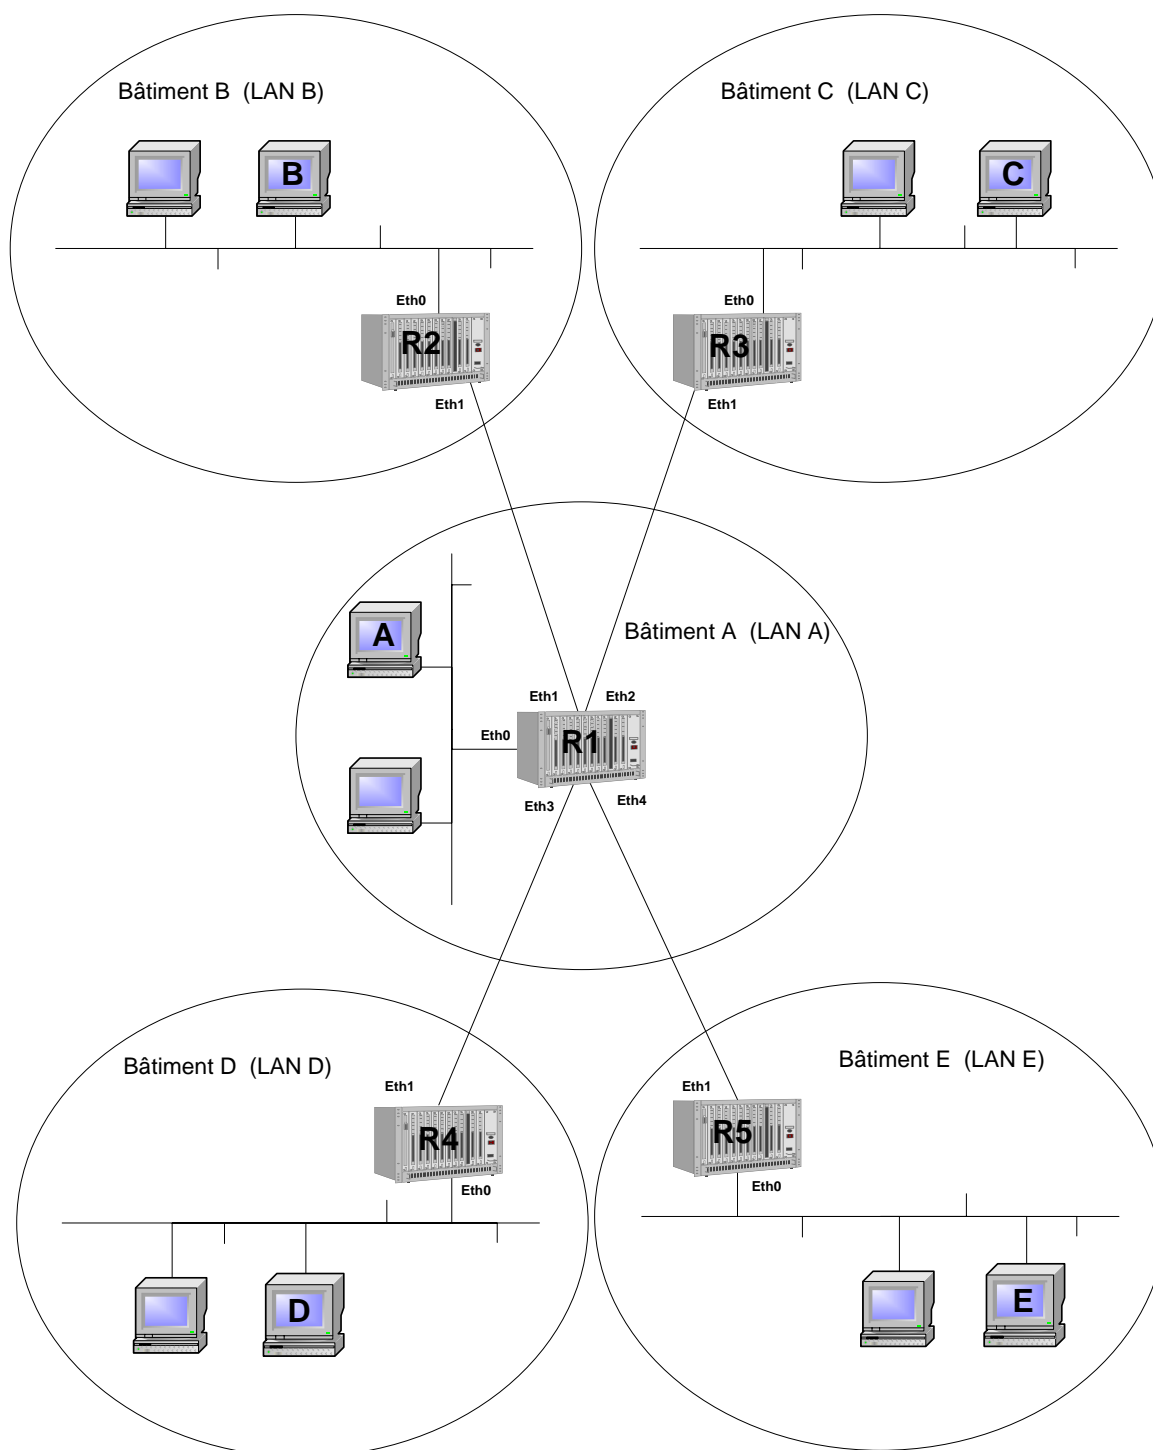 Bâtiment B (LAN B)
Bâtiment C (LAN C)
B
C
Eth0
Eth0
R2
R3
Eth1
Eth1
A
Bâtiment A (LAN A)
Eth1
Eth2
Eth0
R1
Eth3
Eth4
Bâtiment D (LAN D)
Bâtiment E (LAN E)
Eth1
Eth1
R4
R5
Eth0
Eth0
D
E